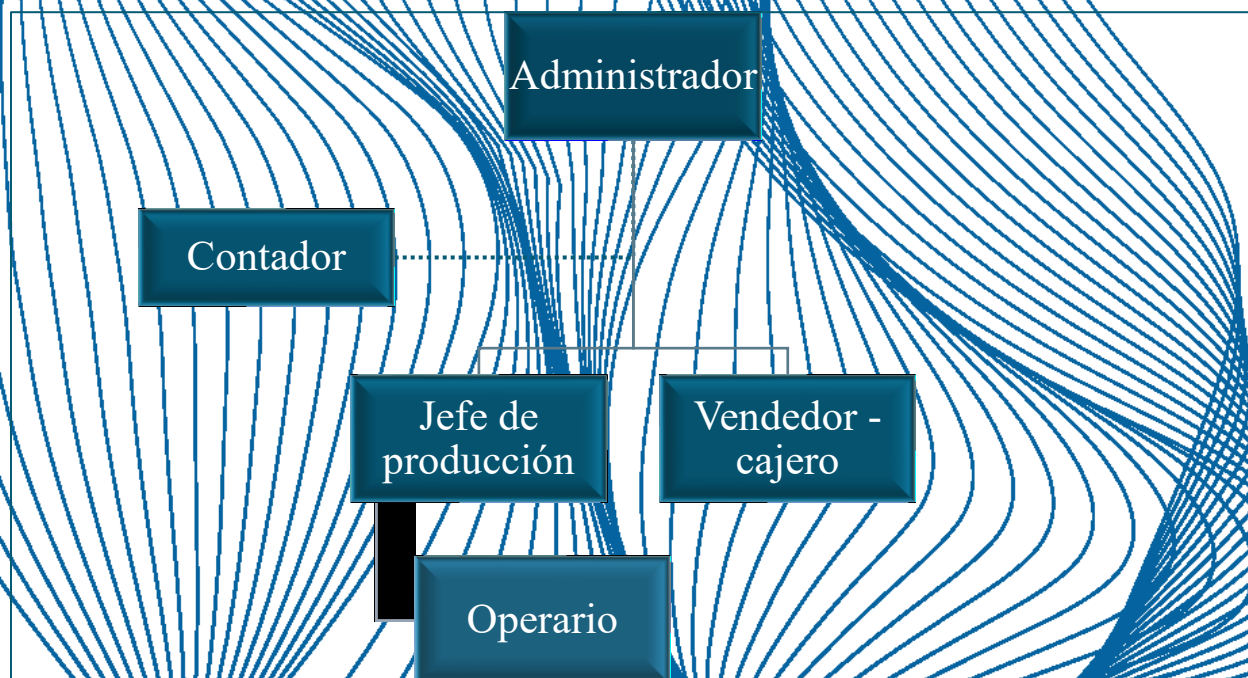 Administrador
Contador
Jefe de
producción
Vendedor -
cajero
Operario